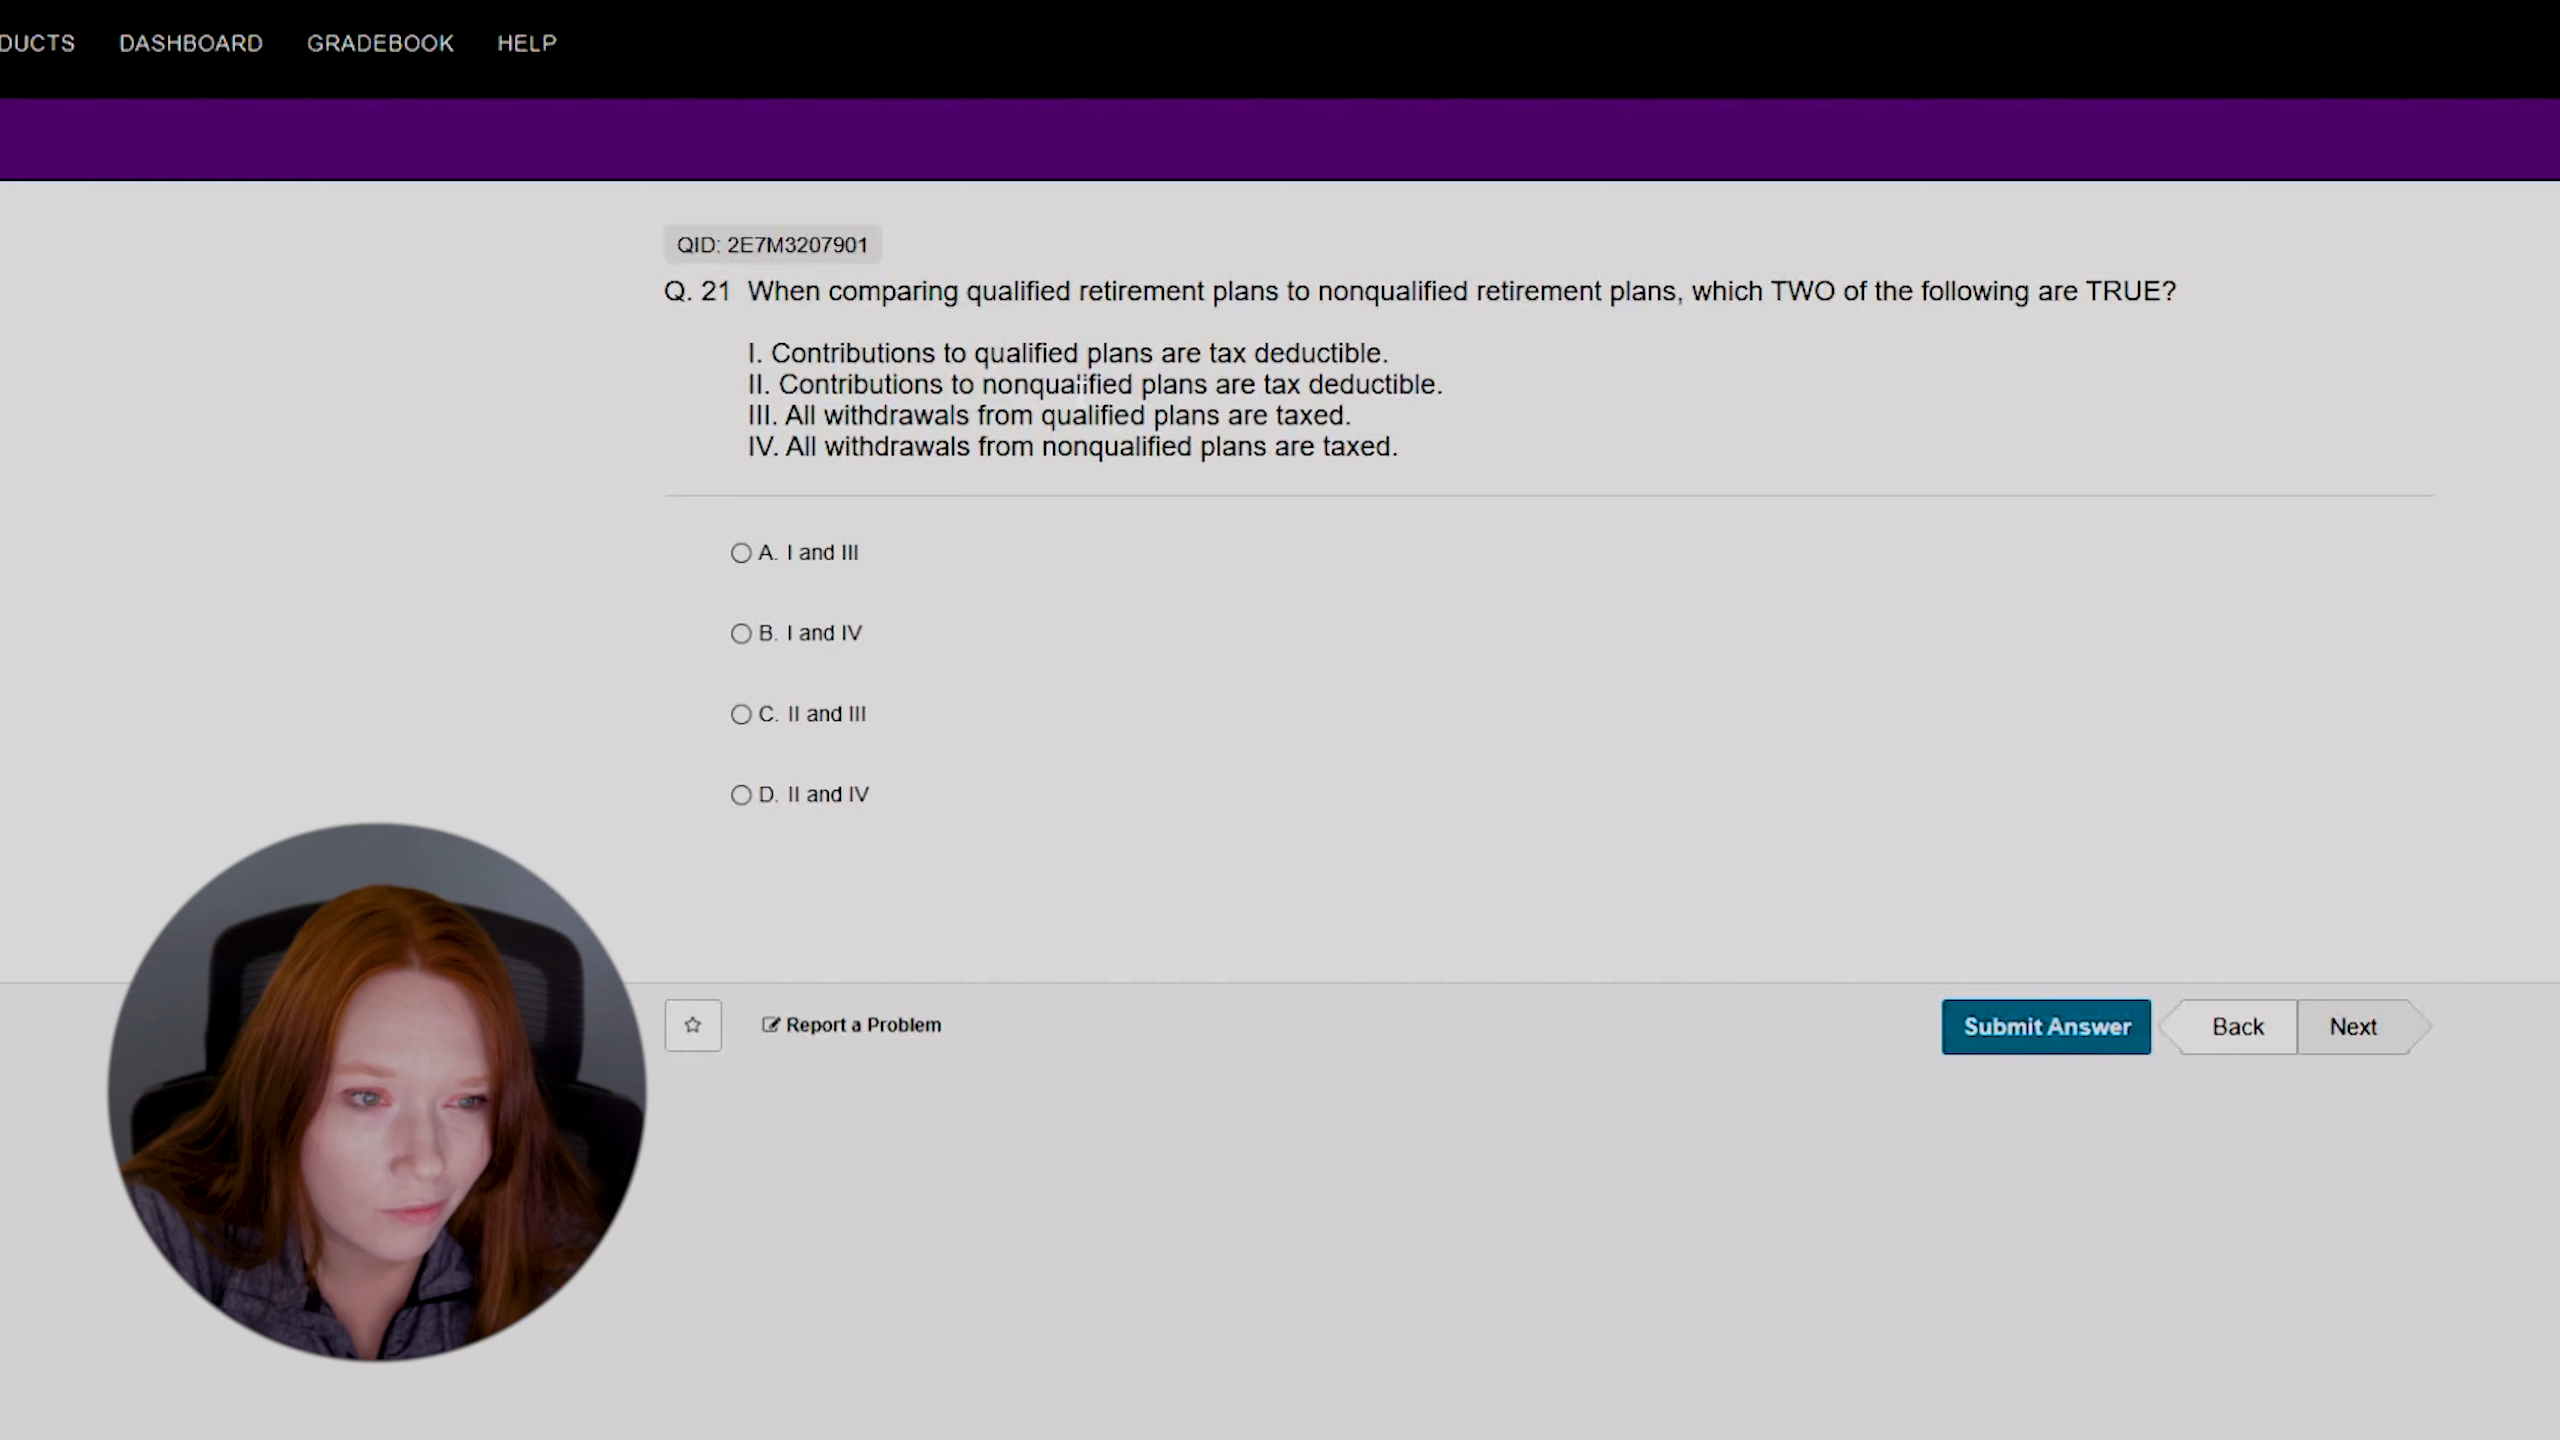 DUCTS DASHBOARD GRADEBOOK HELP
QID: 2E7M3207901
Q. 21 When comparing qualified retirement plans to nonqualified retirement plans, which TWO of the following are TRUE?
I. Contributions to qualified plans are tax deductible.
II. Contributions to nonqualified plans are tax deductible.
III. All withdrawals from qualified plans are taxed.
IV. All withdrawals from nonqualified plans are taxed.
A. I and III
B. I and IV
C. II and III
D. II and IV
Report a Problem
Submit Answer
Back
Next